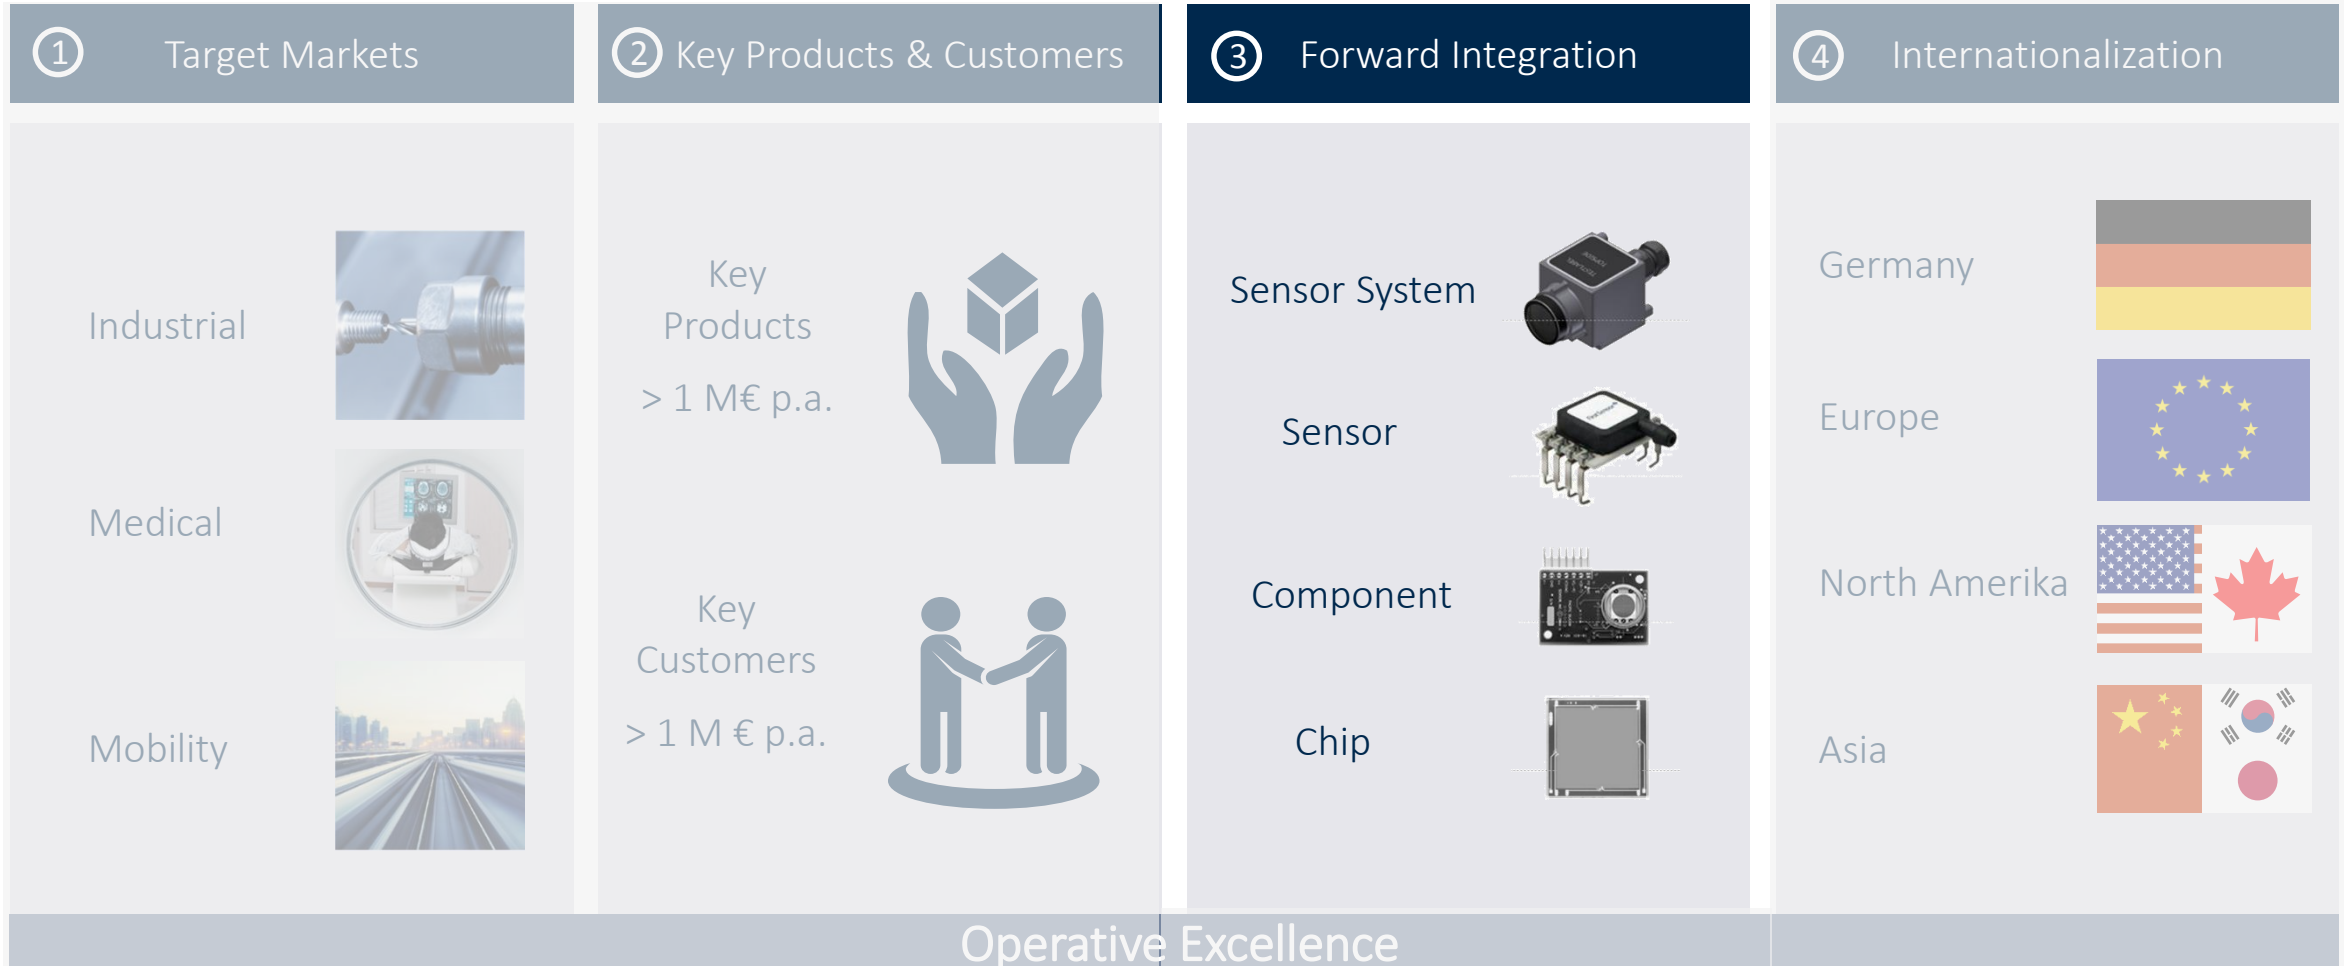 1 Target Markets
2 Key Products & Customers
3 Forward Integration
4 Internationalization
Industrial
Medical
Mobility
Key
Products
> 1 M€ p.a.
Key
Customers
> 1 M € p.a.
Sensor System
Sensor
Component
Chip
Germany
Europe
North Amerika
Asia
Operative Excellence